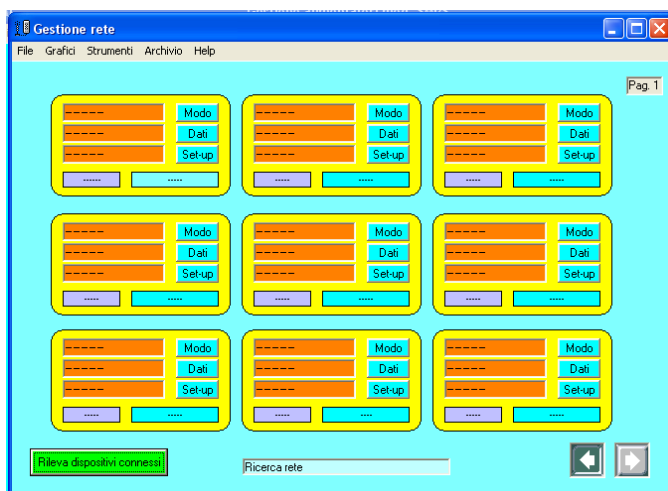 Gestione rete
File Grafici Strumenti Archivio Help
Pag. 1
----- Modo ----- Modo ----- Modo
----- Dati ----- Dati ----- Dati
----- Set-up ----- Set-up ----- Set-up
------ ----- ----- ----- ----- -----
----- Modo ----- Modo ----- Modo
----- Dati ----- Dati ----- Dati
----- Set-up ----- Set-up ----- Set-up
----- ----- ----- ----- ----- -----
----- Modo ----- Modo ----- Modo
----- Dati ----- Dati ----- Dati
----- Set-up ----- Set-up ----- Set-up
----- ----- ----- ---- ----- -----
Rileva dispositivi connessi
Ricerca rete